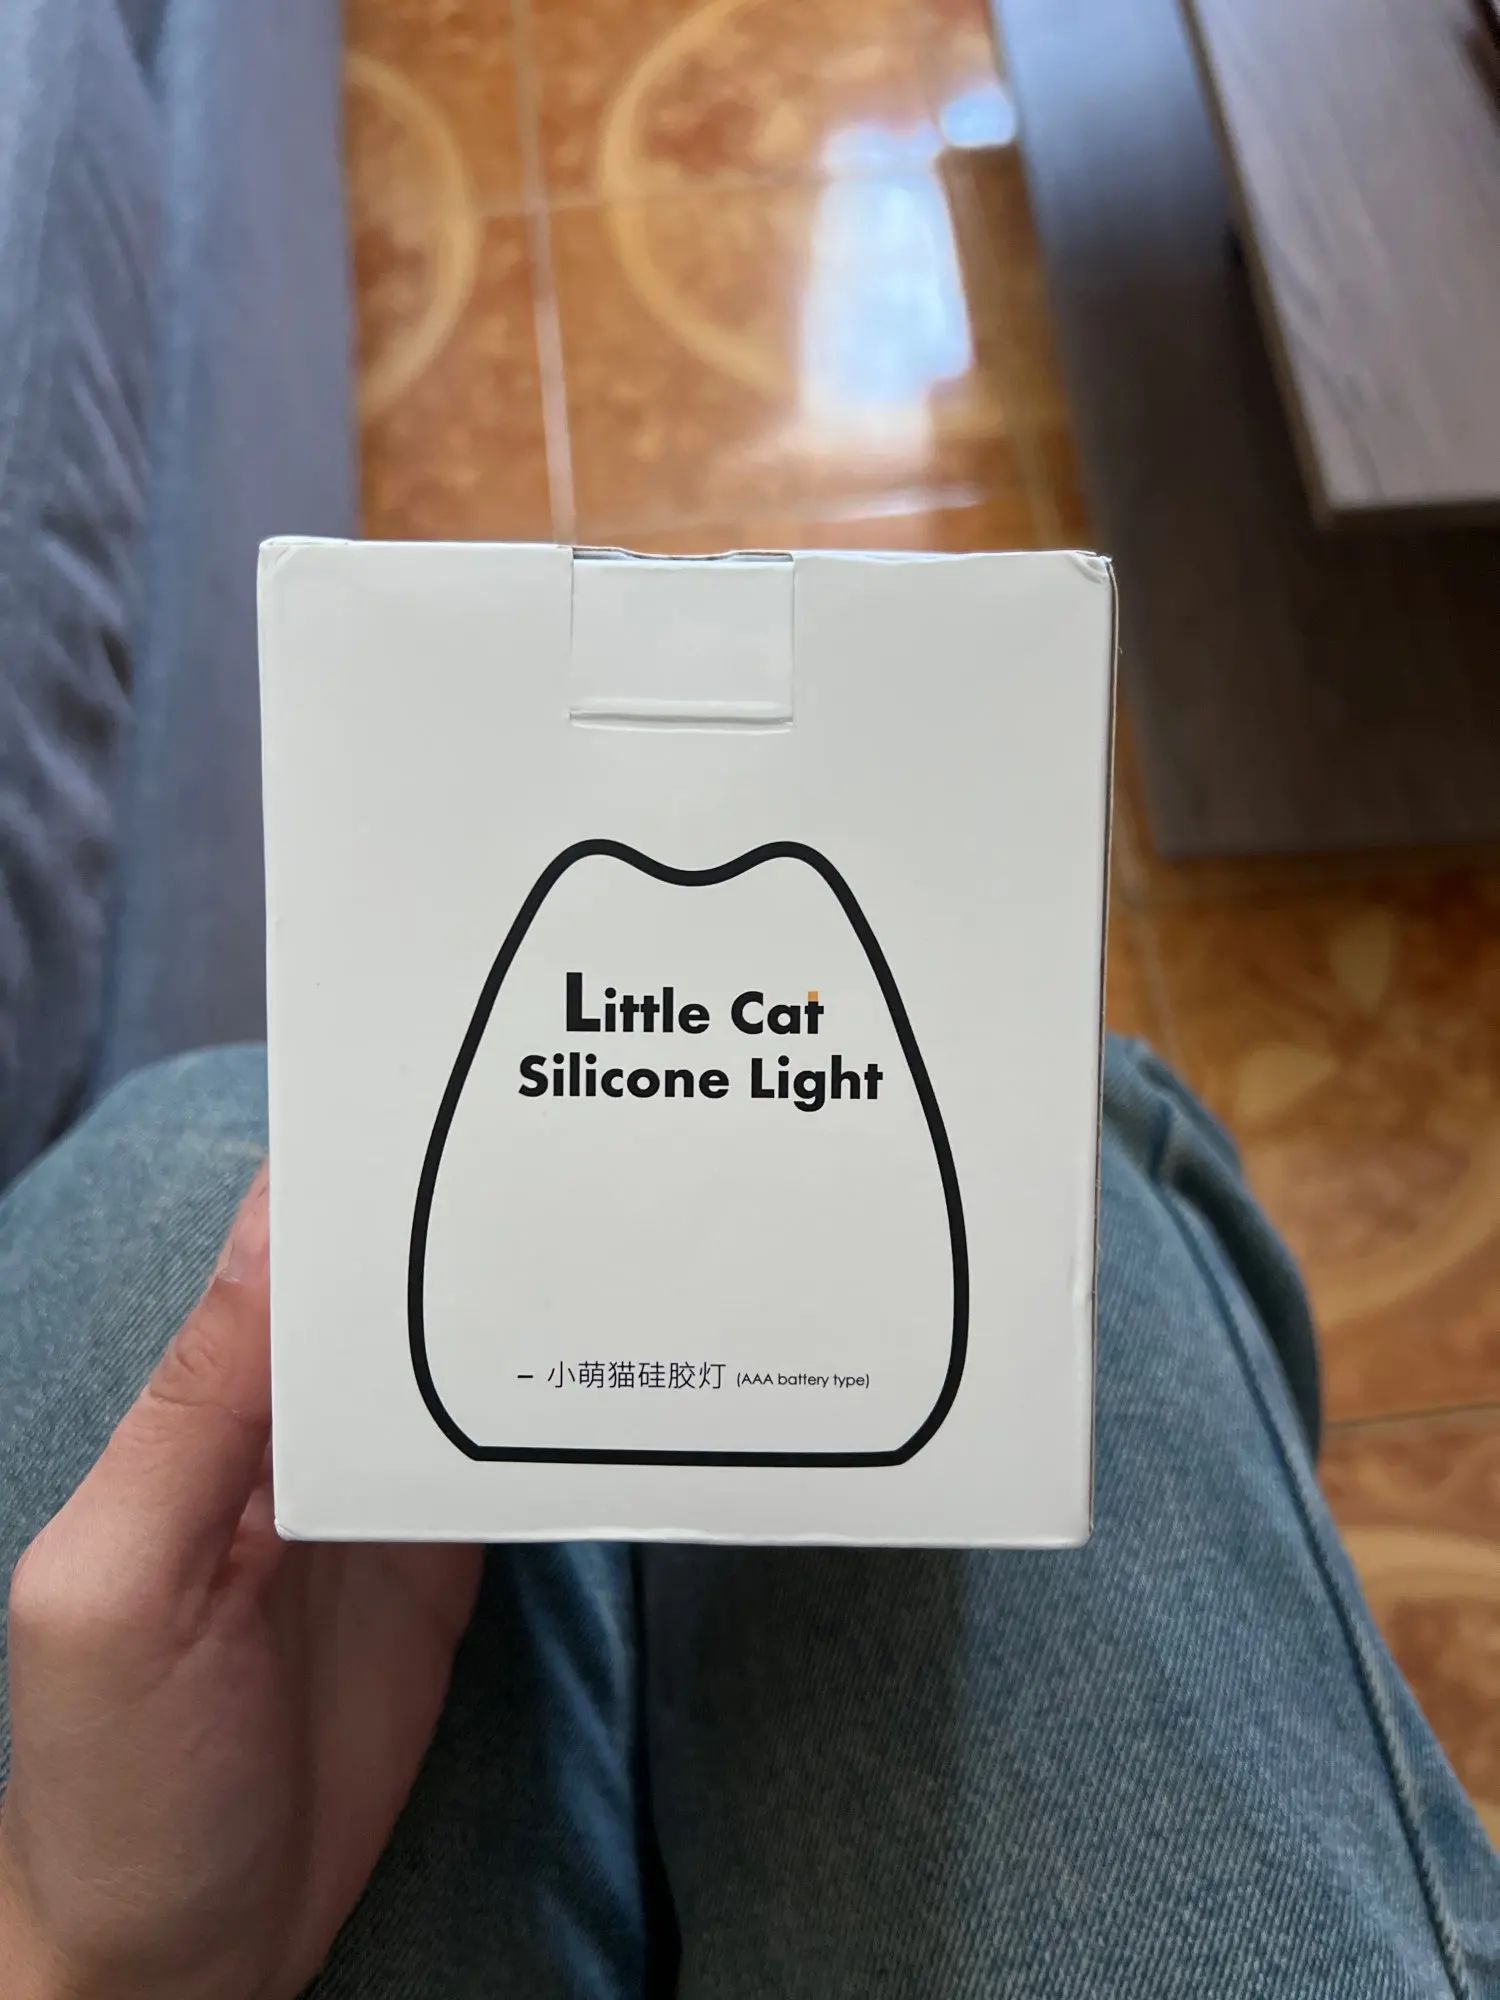 Little Cat
Silicone Light
– 小萌猫硅胶灯 (AAA battery type)